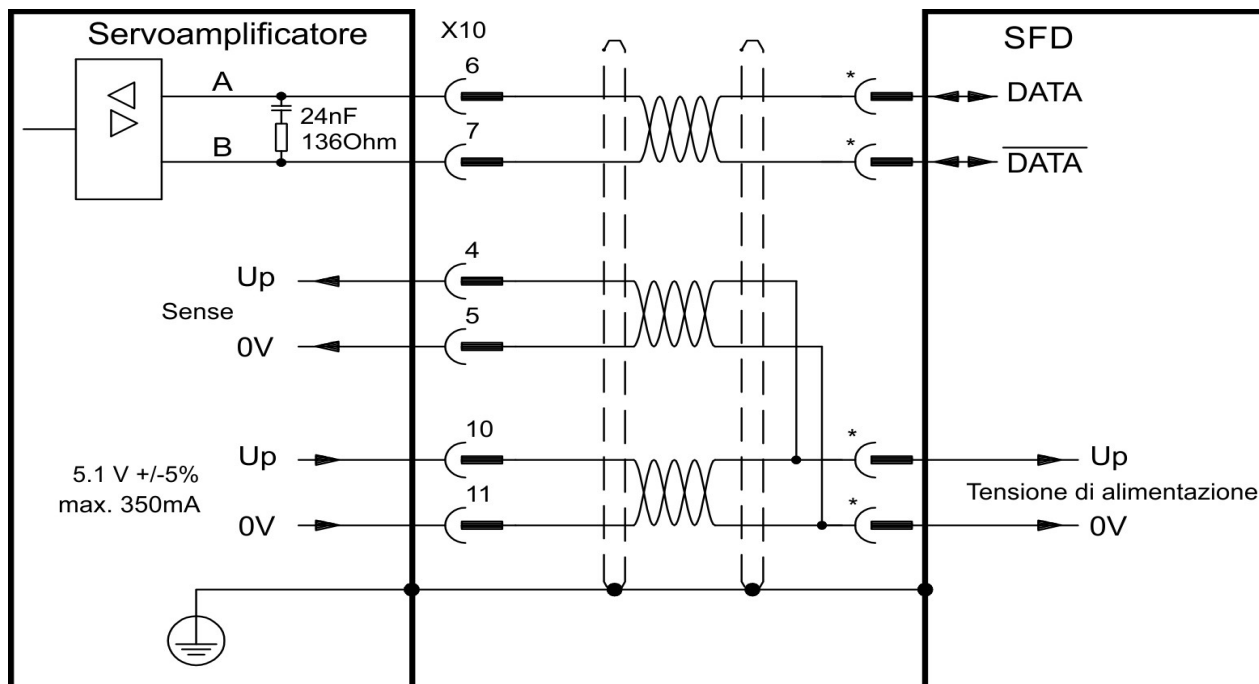 Servoamplificatore
X10
SFD
A
6
*
DATA
24nF
136Ohm
B
7
*
DATA
Up
4
Sense
0V
5
5.1 V +/-5%
max. 350mA
Up
10
*
Up
Tensione di alimentazione
0V
11
*
0V